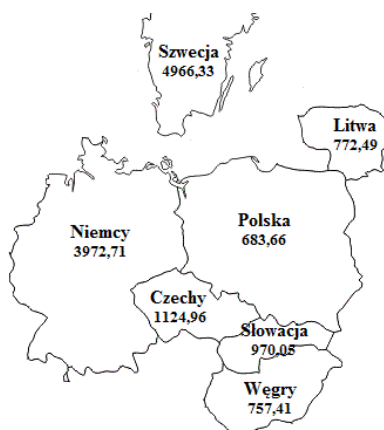 Szwecja
4966,33
Litwa
772,49
Polska
683,66
Niemcy
3972,71
Czechy
1124,96
Słowacja
970,05
Węgry
757,41